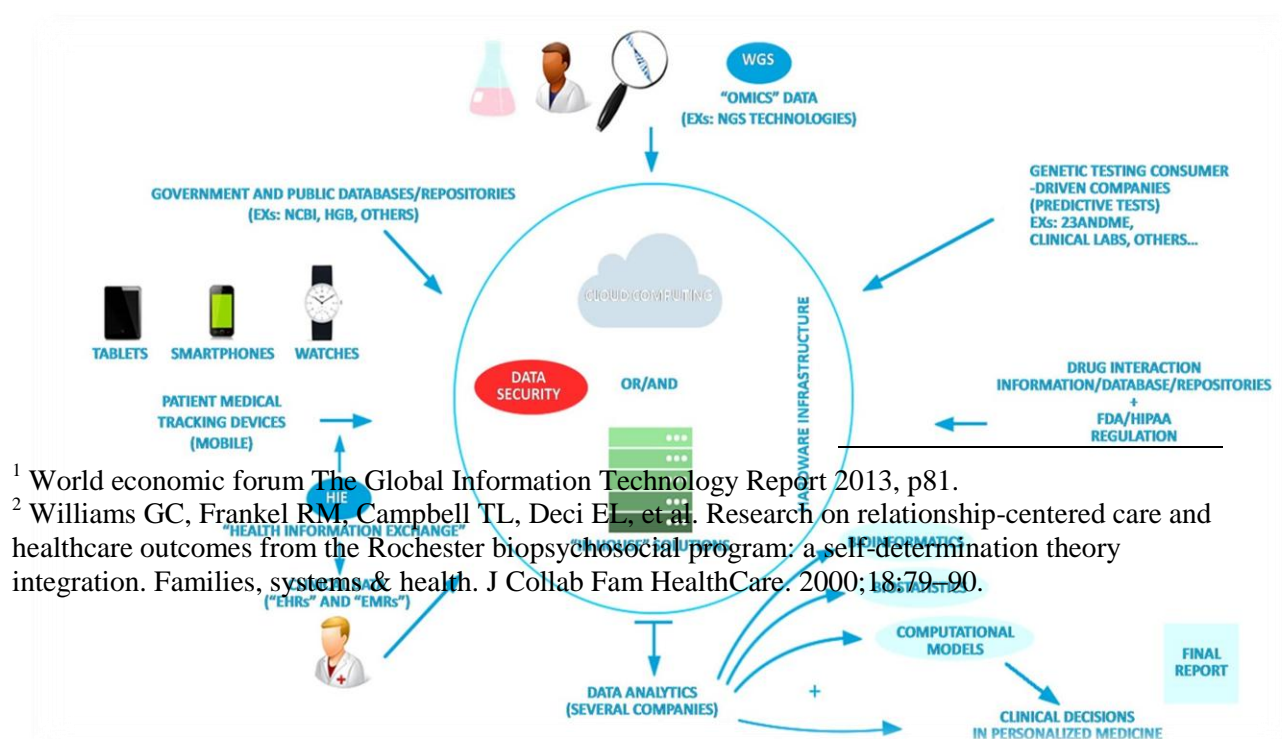 WGS
“OMICS” DATA
(EXs: NGS TECHNOLOGIES)
GENETIC TESTING CONSUMER
-DRIVEN COMPANIES
(PREDICTIVE TESTS)
EXs: 23ANDME,
CLINICAL LABS, OTHERS...
GOVERNMENT AND PUBLIC DATABASES/REPOSITORIES
(EXs: NCBI, HGB, OTHERS)
CLOUD COMPUTING
TABLETS
SMARTPHONES
WATCHES
DATA
SECURITY
OR/AND
HARDWARE INFRASTRUCTURE
DRUG INTERACTION
INFORMATION/DATABASE/REPOSITORIES
+
FDA/HIPAA
REGULATION
PATIENT MEDICAL
TRACKING DEVICES
(MOBILE)
1 World economic forum The Global Information Technology Report 2013, p81.
HIE
2 Williams GC, Frankel RM, Campbell TL, Deci EL, et al. Research on relationship-centered care and
“HEALTH INFORMATION EXCHANGE”
healthcare outcomes from the Rochester biopsychosocial program: a self-determination theory
SOLUTIONS
BIOINFORMATICS
integration. Families, systems & health. J Collab Fam HealthCare. 2000;18:79–90.
BIOSTATISTICS
(“EHRs” AND “EMRs”)
COMPUTATIONAL
MODELS
FINAL
REPORT
DATA ANALYTICS
(SEVERAL COMPANIES)
+
CLINICAL DECISIONS
IN PERSONALIZED MEDICINE